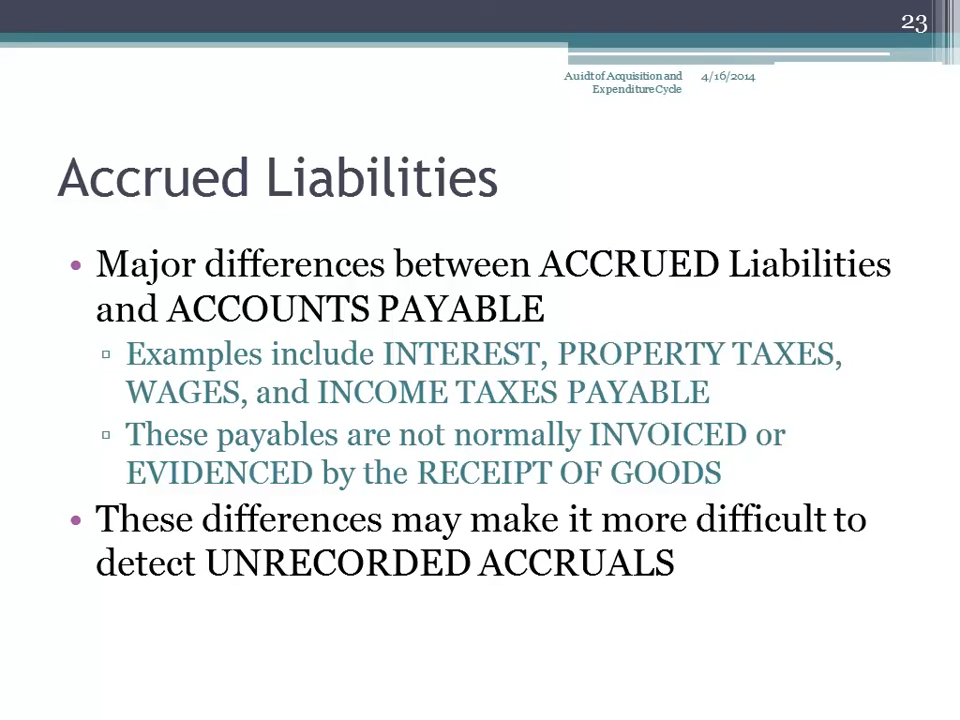 23
Auidt of Acquisition and 4/16/2014
Expenditure Cycle
Accrued Liabilities
• Major differences between ACCRUED Liabilities
and ACCOUNTS PAYABLE
▫ Examples include INTEREST, PROPERTY TAXES,
WAGES, and INCOME TAXES PAYABLE
▫ These payables are not normally INVOICED or
EVIDENCED by the RECEIPT OF GOODS
• These differences may make it more difficult to
detect UNRECORDED ACCRUALS